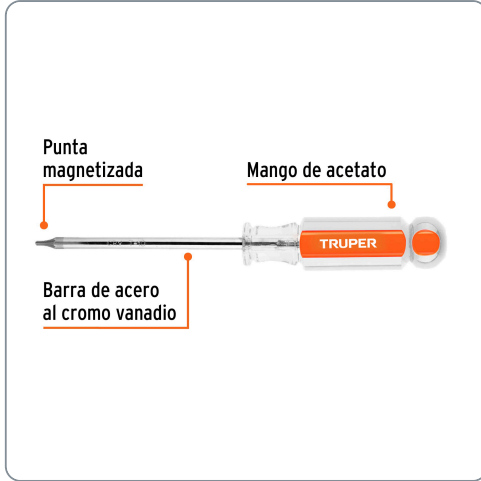 Punta
magnetizada
Mango de acetato
TRUPER
Barra de acero
al cromo vanadio